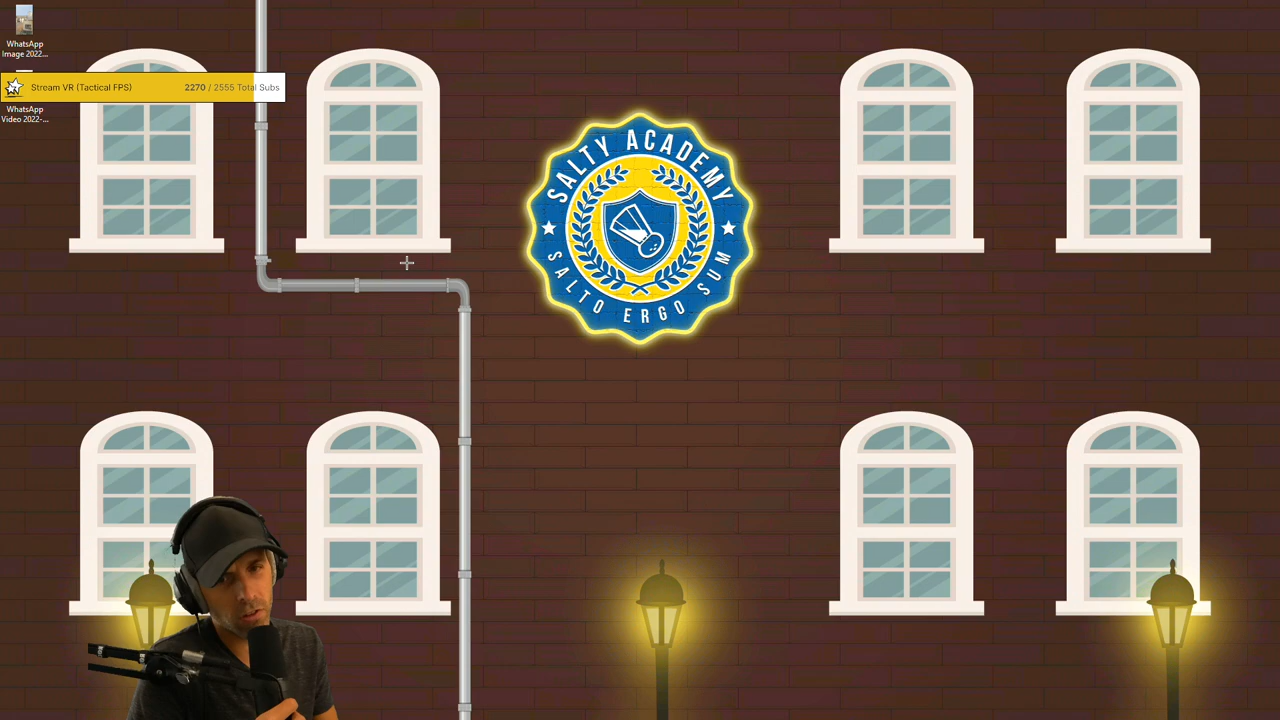 WhatsApp
Image 2022...
Stream VR (Tactical FPS)
2270 / 2555 Total Subs
WhatsApp
Video 2022-...
SALTY ACADEMY
SALTO ERGO SUM